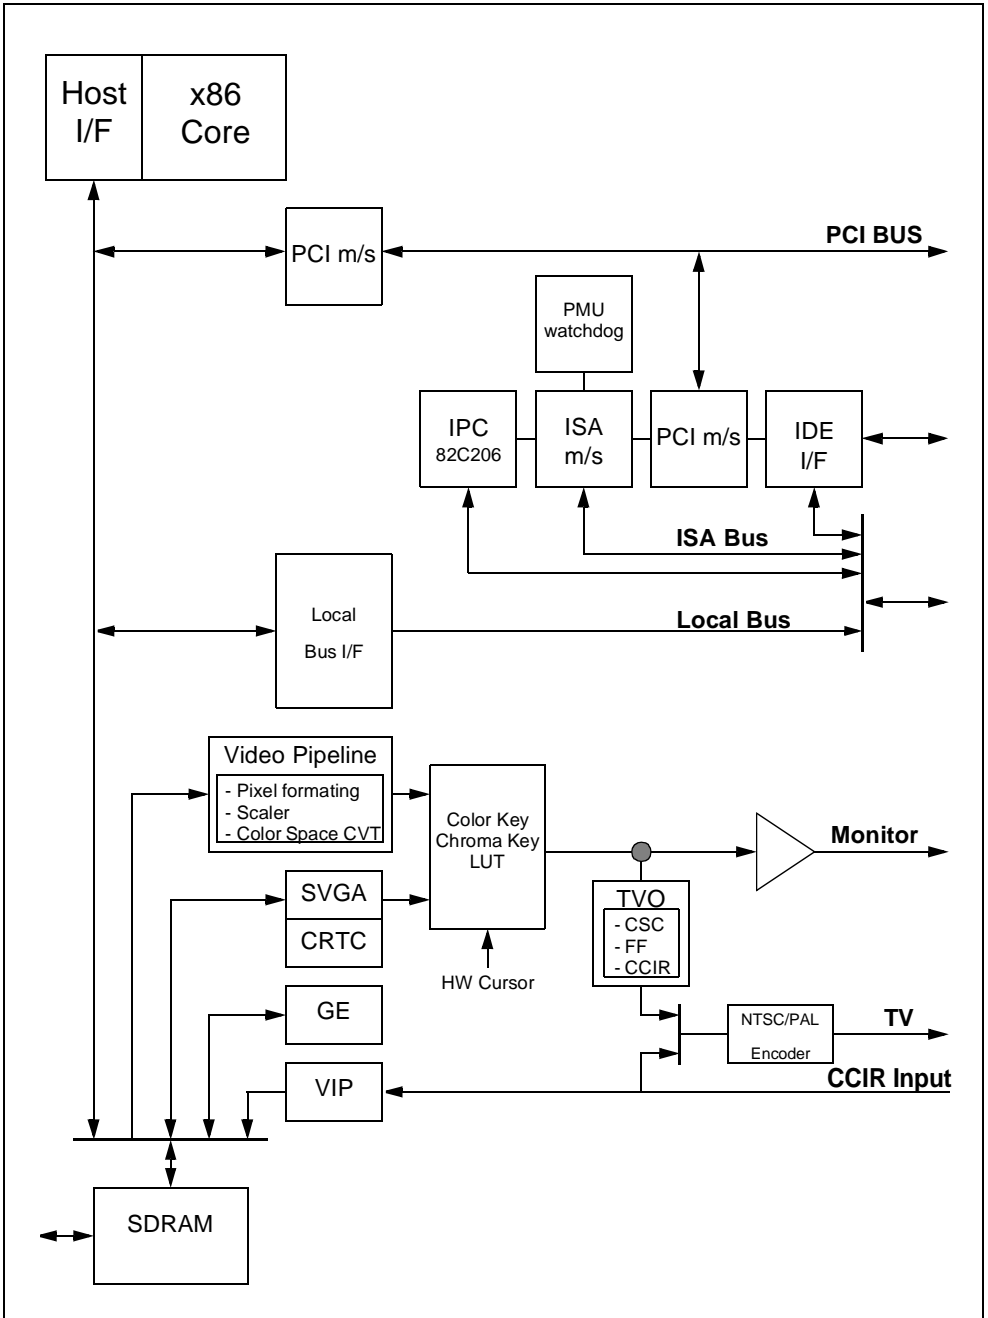 Host
I/F
x86
Core
PCI m/s
PCI BUS
PMU
watchdog
IPC
82C206
ISA
m/s
PCI m/s
IDE
I/F
ISA Bus
Local
Bus I/F
Local Bus
Video Pipeline
- Pixel formating
- Scaler
- Color Space CVT
Color Key
Chroma Key
LUT
Monitor
SVGA
CRTC
TVO
- CSC
- FF
- CCIR
HW Cursor
GE
NTSC/PAL
Encoder
TV
VIP
CCIR Input
SDRAM